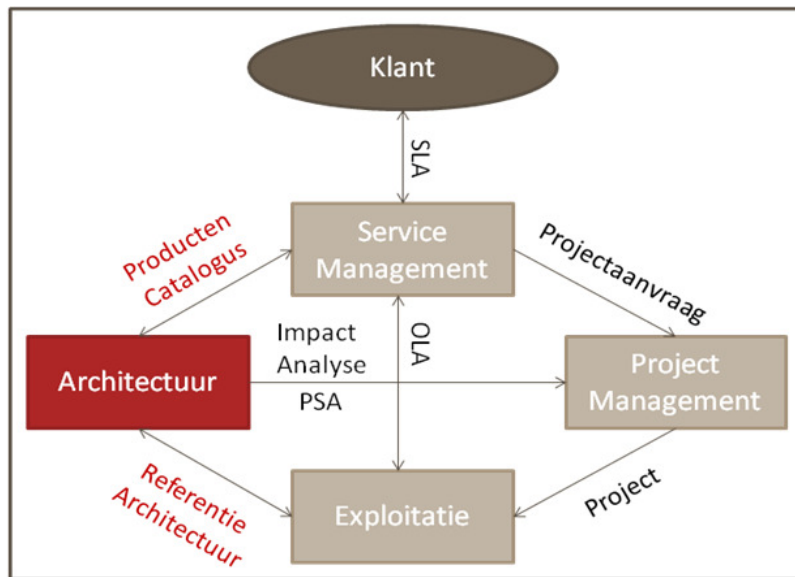 Klant
SLA
Service
Management
Producten
Catalogus
Projectaanvraag
Impact
Analyse
OLA
Architectuur
PSA
Project
Management
Referentie
Architectuur
Exploitatie
Project